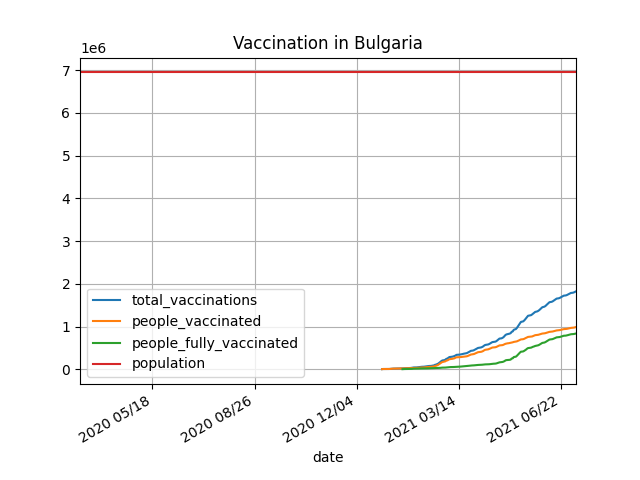 Vaccination in Bulgaria
1e6
7
6
5
4
3
2
1
0
total_vaccinations
people_vaccinated
people_fully_vaccinated
population
2020 05/18
2020 08/26
2020 12/04
2021 03/14
2021 06/22
date